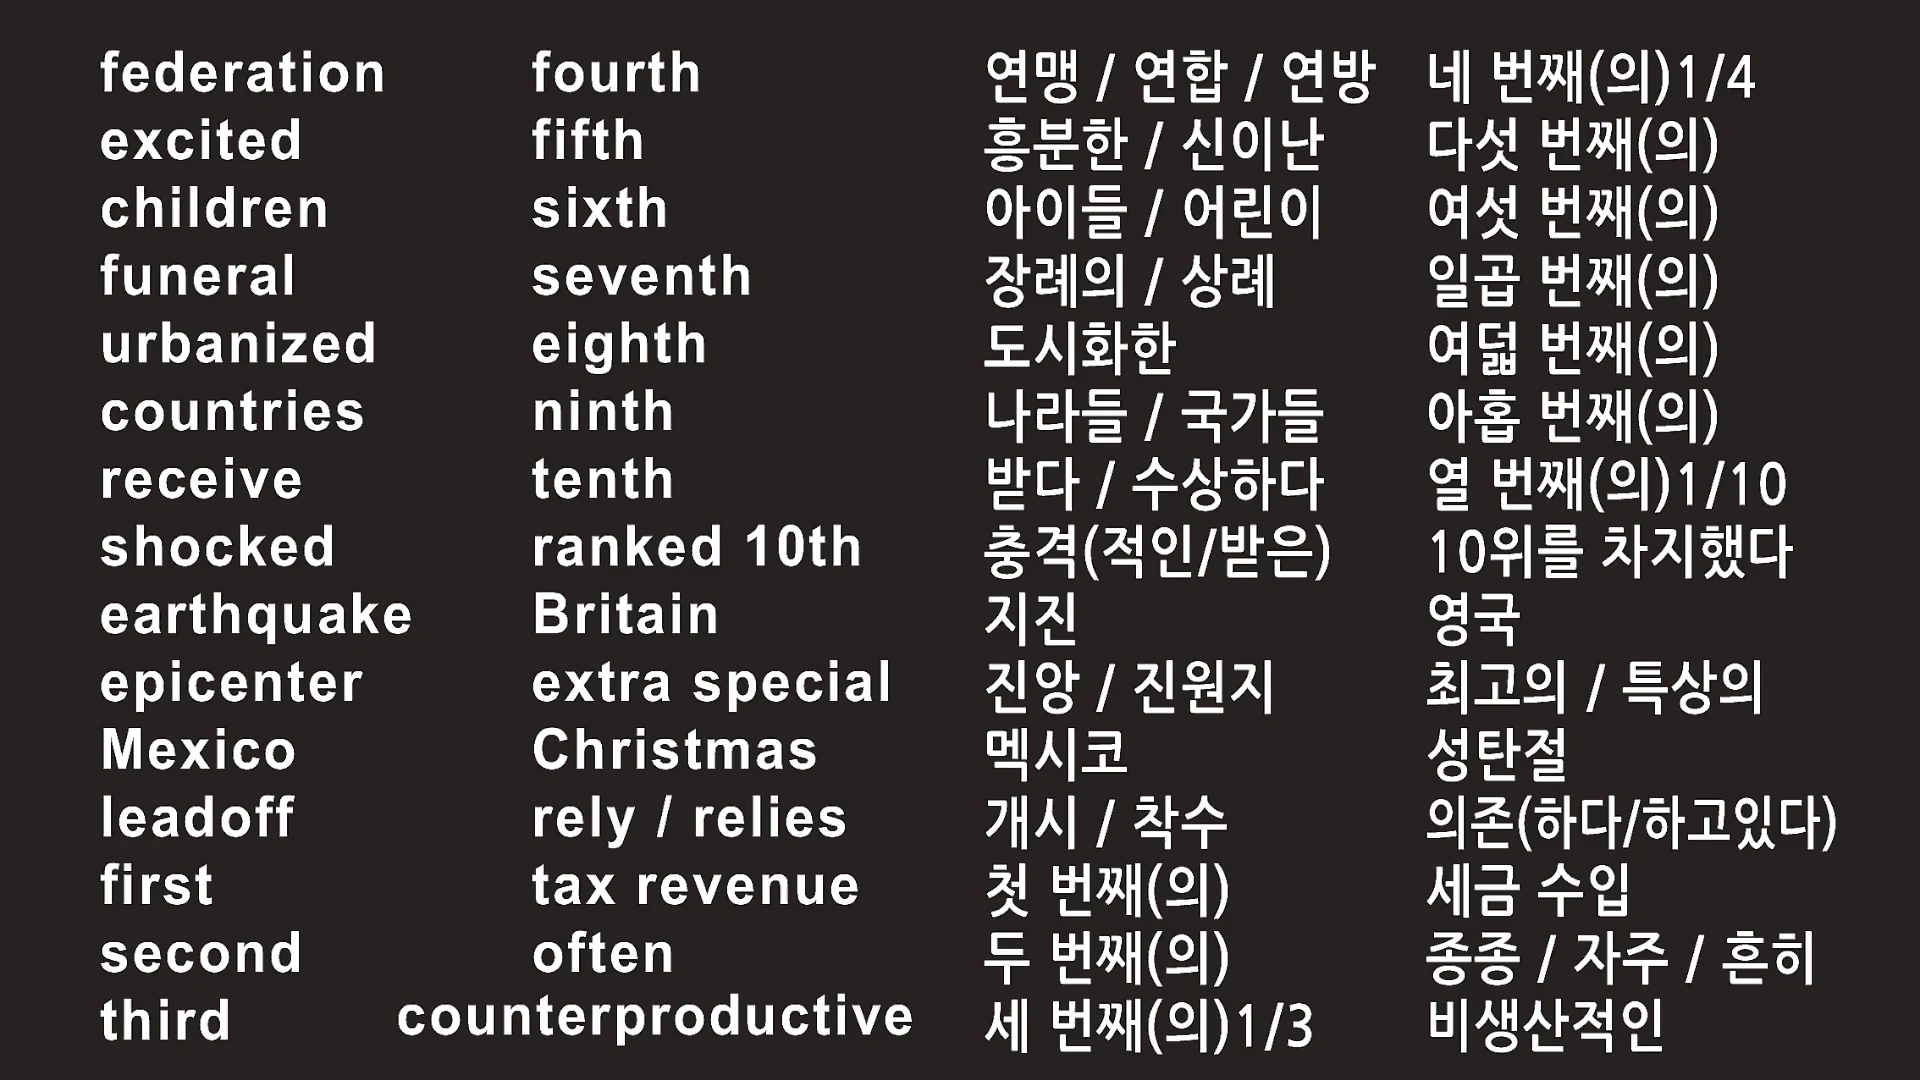 federation fourth 연맹 / 연합 / 연방 네 번째(의)1/4
excited fifth 흥분한 / 신이난 다섯 번째(의)
children sixth 아이들 / 어린이 여섯 번째(의)
funeral seventh 장례의 / 상례 일곱 번째(의)
urbanized eighth 도시화한 여덟 번째(의)
countries ninth 나라들 / 국가들 아홉 번째(의)
receive tenth 받다 / 수상하다 열 번째(의)1/10
shocked ranked 10th 충격(적인/받은) 10위를 차지했다
earthquake Britain 지진 영국
epicenter extra special 진앙 / 진원지 최고의 / 특상의
Mexico Christmas 멕시코 성탄절
leadoff rely / relies 개시 / 착수 의존(하다/하고있다)
first tax revenue 첫 번째(의) 세금 수입
second often 두 번째(의) 종종 / 자주 / 흔히
third counterproductive 세 번째(의)1/3 비생산적인